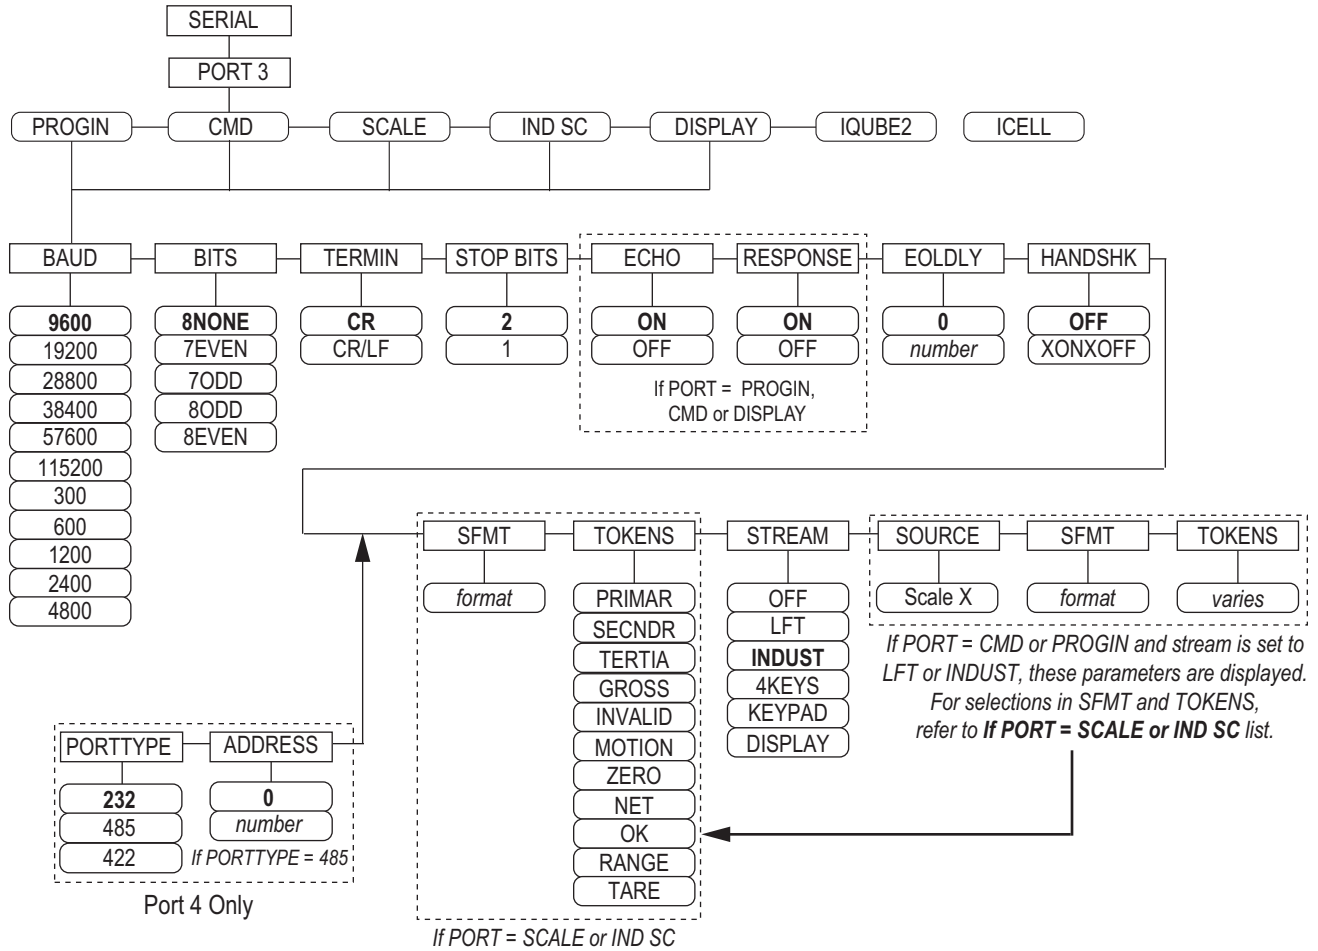 SERIAL
PORT 3
PROGIN CMD SCALE IND SC DISPLAY IQUBE2 ICELL
BAUD BITS TERMIN STOP BITS ECHO RESPONSE EOLDLY HANDSHK
9600 8NONE CR 2 ON ON 0 OFF
19200 7EVEN CR/LF 1 OFF OFF number XONXOFF
28800 7ODD
38400 8ODD
57600 8EVEN
115200
300
600
1200
2400
4800
If PORT = PROGIN,
CMD or DISPLAY
SFMT TOKENS STREAM SOURCE SFMT TOKENS
format PRIMAR OFF Scale X format varies
SECNDR LFT
TERTIA INDUST
GROSS 4KEYS
INVALID KEYPAD
MOTION DISPLAY
ZERO
NET
OK
RANGE
TARE
If PORT = CMD or PROGIN and stream is set to
LFT or INDUST, these parameters are displayed.
For selections in SFMT and TOKENS,
refer to If PORT = SCALE or IND SC list.
PORTTYPE ADDRESS
232 0
485 number
422 If PORTTYPE = 485
Port 4 Only
If PORT = SCALE or IND SC